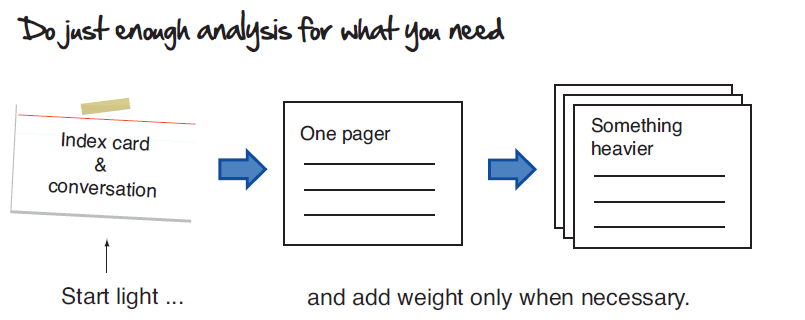 Do just enough analysis for what you need
Index card
&
conversation
One pager
Something
heavier
Start light ...
and add weight only when necessary.